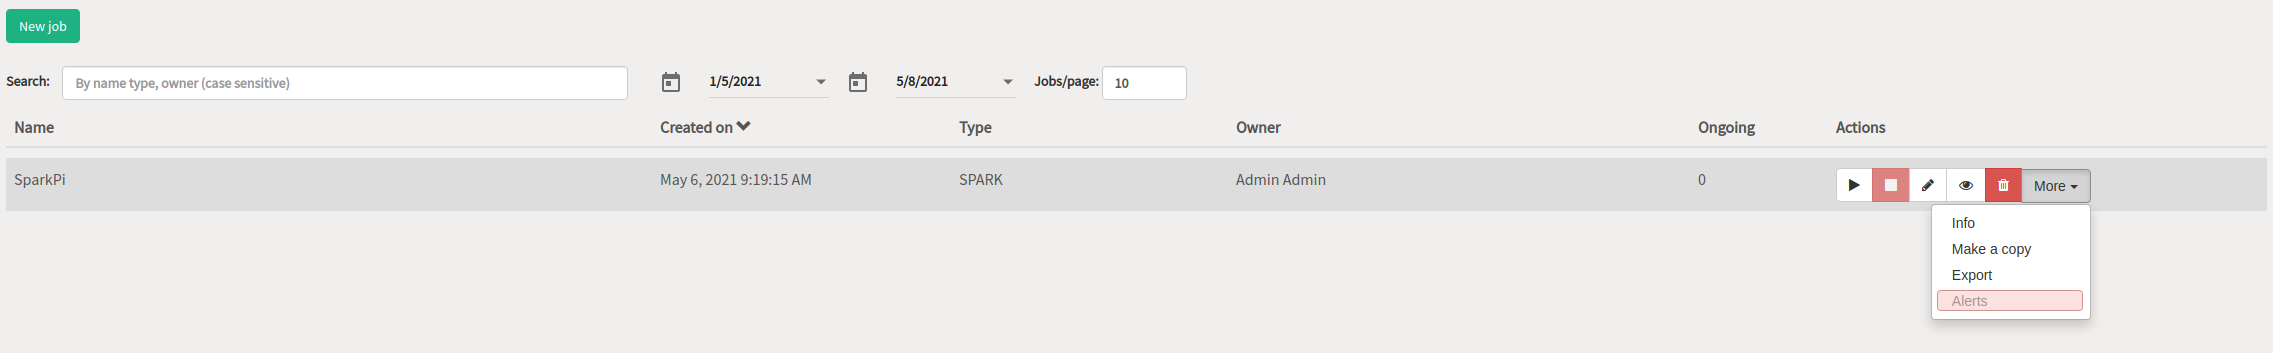 New job
Search: By name type, owner (case sensitive) 1/5/2021 5/8/2021 Jobs/page: 10
Name Created on Type Owner Ongoing Actions
SparkPi May 6, 2021 9:19:15 AM SPARK Admin Admin 0 More
Info
Make a copy
Export
Alerts